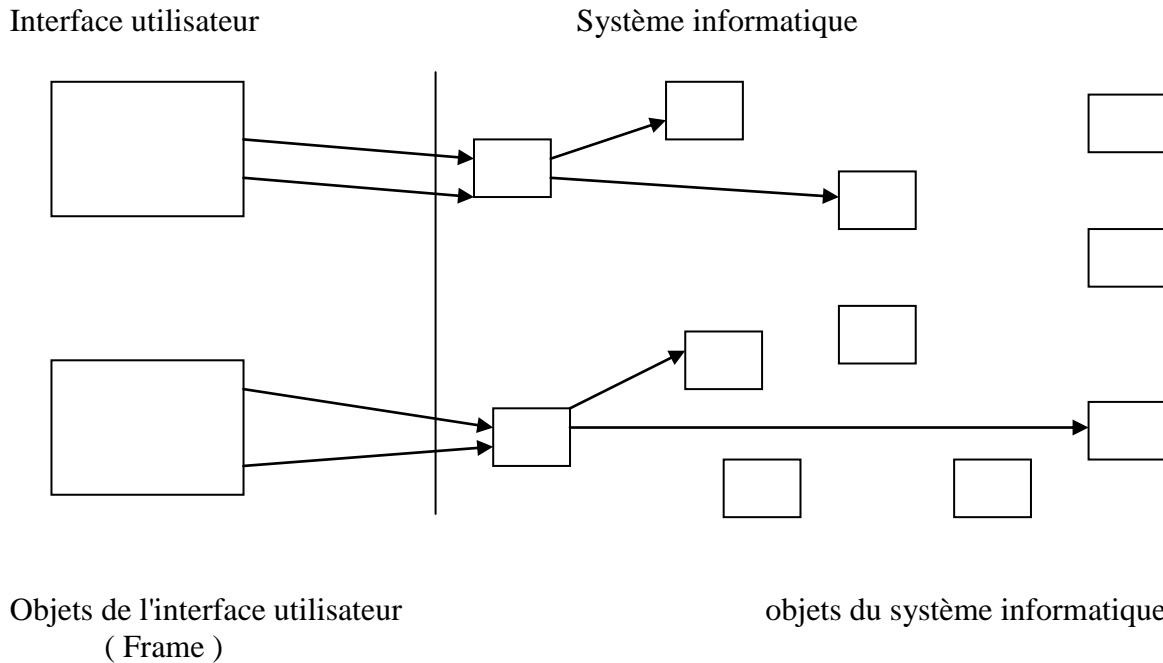 Interface utilisateur
Système informatique
Objets de l'interface utilisateur
( Frame )
objets du système informatique